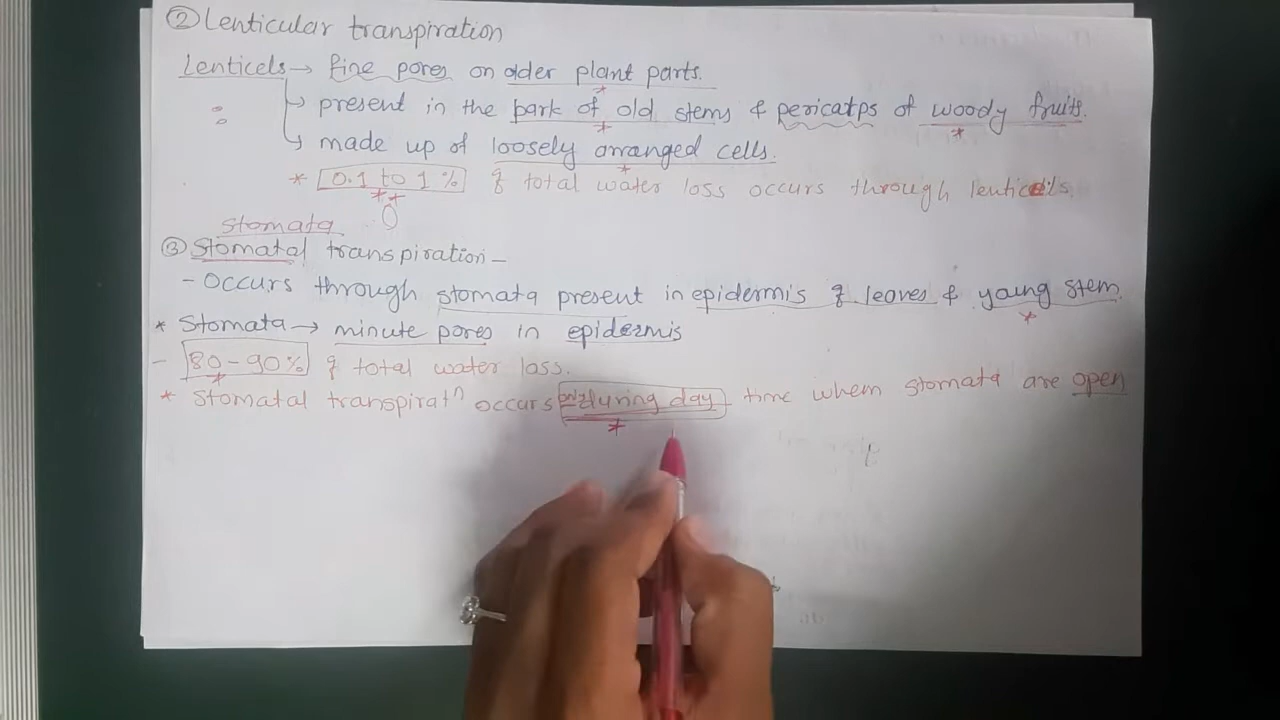 ② Lenticular transpiration
Lenticels → fine pores on older plant parts.
↳ present in the bark of old stems & pericarps of woody fruits.
↳ made up of loosely arranged cells.
* 0.1 to 1 % of total water loss occurs through lenticels.
Stomata
③ Stomatal transpiration –
- Occurs through stomata present in epidermis of leaves & young stem.
* Stomata → minute pores in epidermis
- 80-90% of total water loss.
* Stomatal transpiratⁿ occurs only during day time when stomata are open